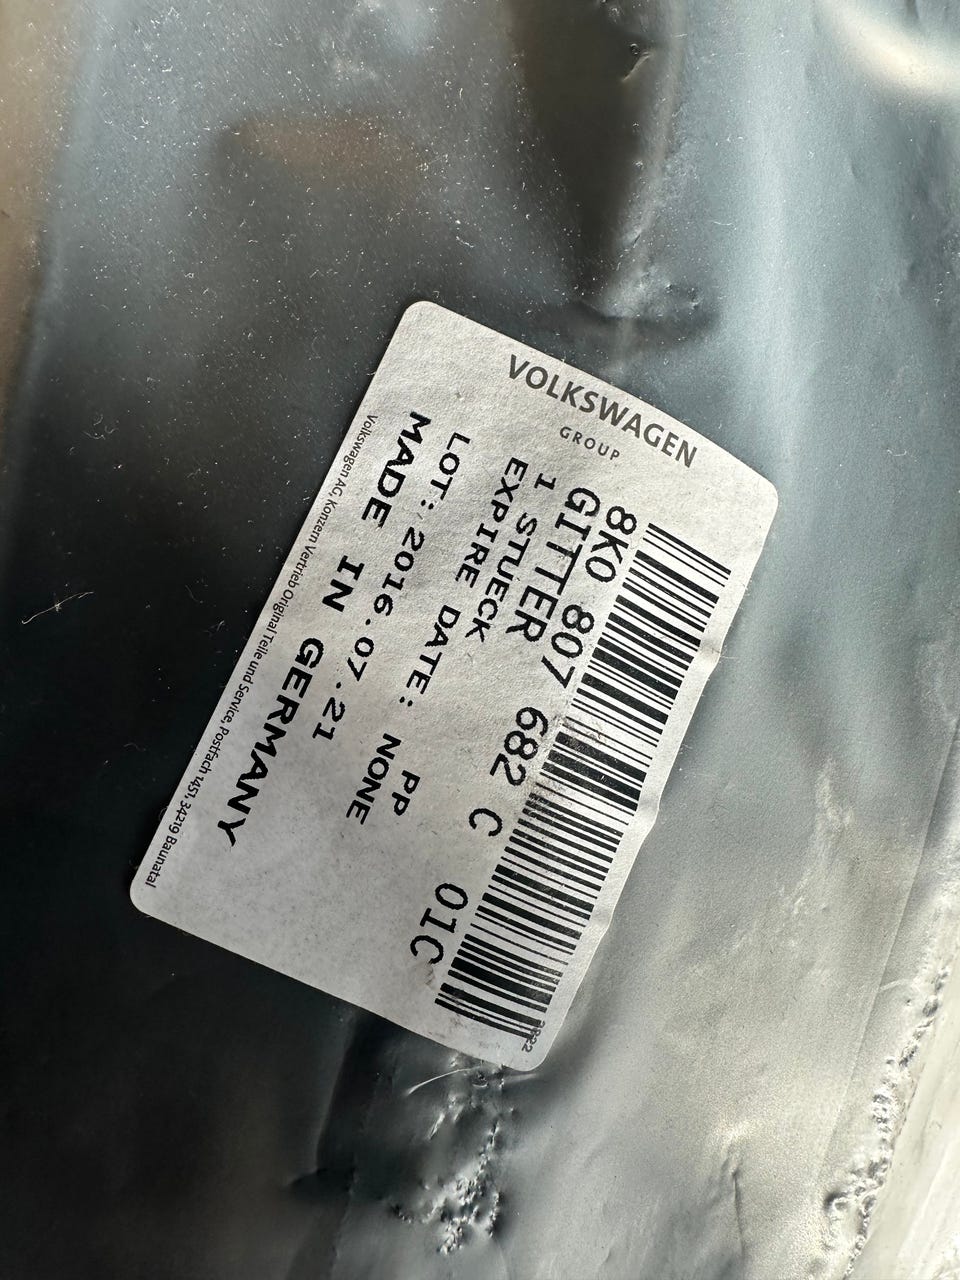 VOLKSWAGEN
GROUP
8K0 807 682 C 01C
GITTER
1 STUECK PP
EXPIRE DATE: NONE
LOT: 2016.07.21
MADE IN GERMANY
Volkswagen AG, Konzern Vertrieb Original Teile und Service, Postfach 1451, 34219 Baunatal